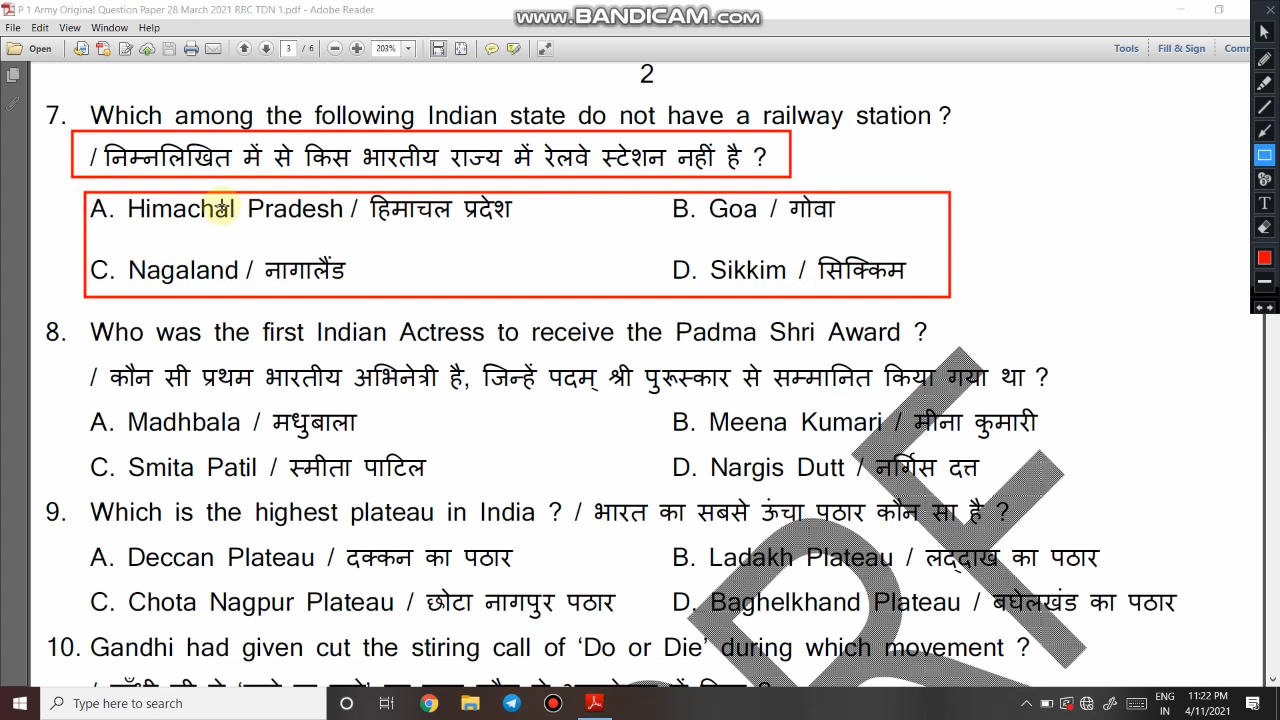 P 1 Army Original Question Paper 28 March 2021 RRC TDN 1.pdf - Adobe Reader
WWW.BANDICAM.COM
File Edit View Window Help
Open 3 / 6 203% Tools Fill & Sign Comm
2
7. Which among the following Indian state do not have a railway station ?
/ निम्नलिखित में से किस भारतीय राज्य में रेलवे स्टेशन नहीं है ?
A. Himachal Pradesh / हिमाचल प्रदेश B. Goa / गोवा
C. Nagaland / नागालैंड D. Sikkim / सिक्किम
8. Who was the first Indian Actress to receive the Padma Shri Award ?
/ कौन सी प्रथम भारतीय अभिनेत्री है, जिन्हें पदम् श्री पुरूस्कार से सम्मानित किया गया था ?
A. Madhbala / मधुबाला B. Meena Kumari / मीना कुमारी
C. Smita Patil / स्मीता पाटिल D. Nargis Dutt / नर्गिस दत्त
9. Which is the highest plateau in India ? / भारत का सबसे ऊंचा पठार कौन सा है ?
A. Deccan Plateau / दक्कन का पठार B. Ladakh Plateau / लद्दाख का पठार
C. Chota Nagpur Plateau / छोटा नागपुर पठार D. Baghelkhand Plateau / बघेलखंड का पठार
10. Gandhi had given cut the stiring call of ‘Do or Die’ during which movement ?
Type here to search ENG 11:22 PM
IN 4/11/2021